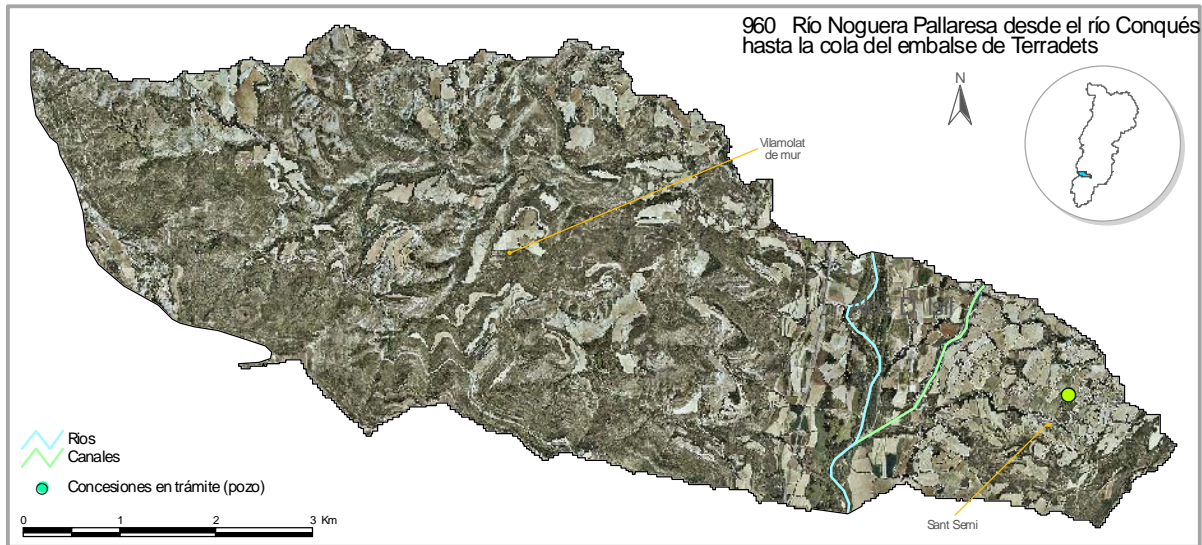 960 Río Noguera Pallaresa desde el río Conqués
hasta la cola del embalse de Terradets
N
Vilamolat
de mur
Ríos
Canales
Concesiones en trámite (pozo)
0 1 2 3 Km
Sant Serni